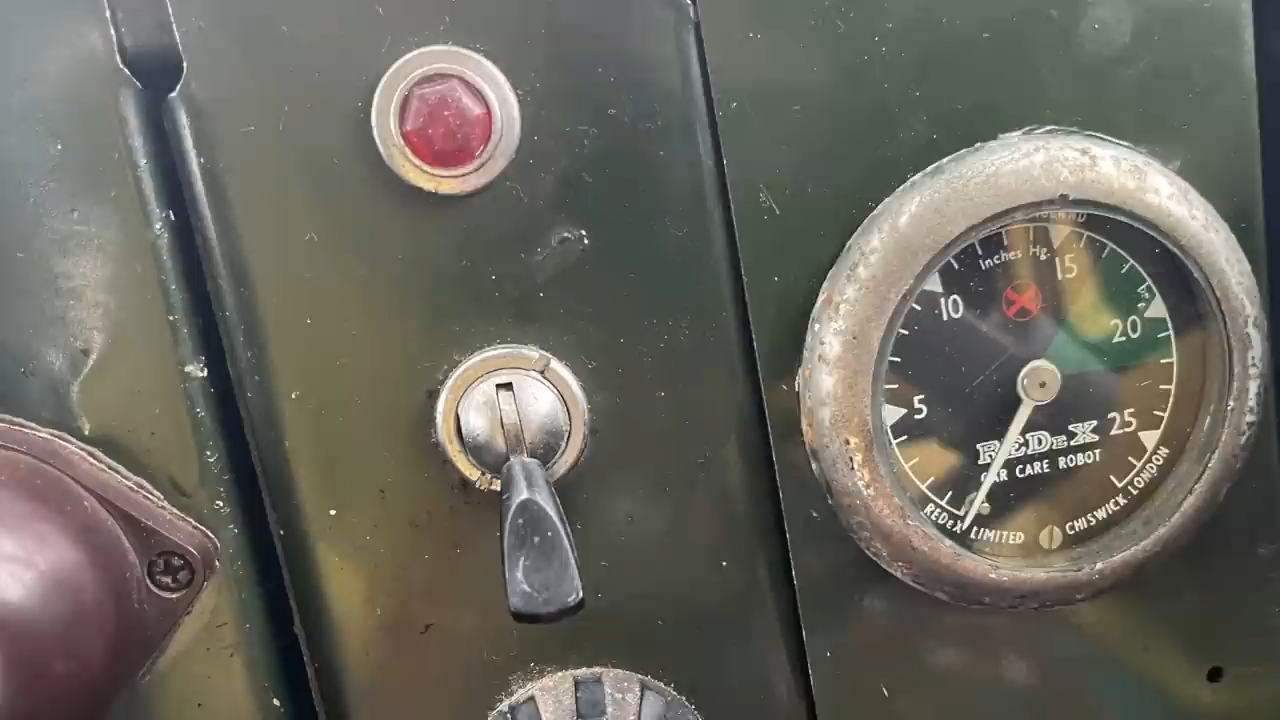 Inches Hg.
5
10
15
20
25
REDEX
CAR CARE ROBOT
REDEX LIMITED
CHISWICK. LONDON